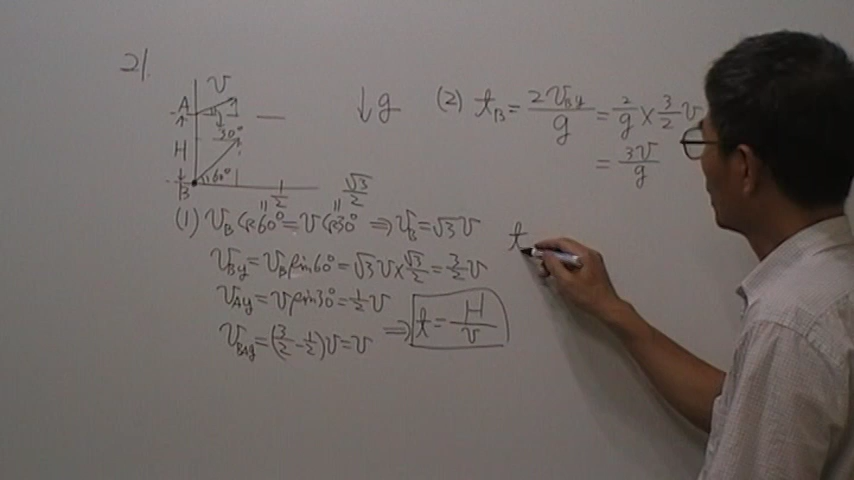 21.
v
A
30°
H
60°
B
↓g
(1) v_B cos60° = v cos30° ⇒ v_B = √3 v
1/2
√3/2
v_By = v_B sin60° = √3 v × √3/2 = 3/2 v
v_Ay = v sin30° = 1/2 v
v_BAy = (3/2 - 1/2)v = v ⇒ t = H/v
(2) t_B = 2v_By/g = 2/g × 3/2 v
= 3v/g
t